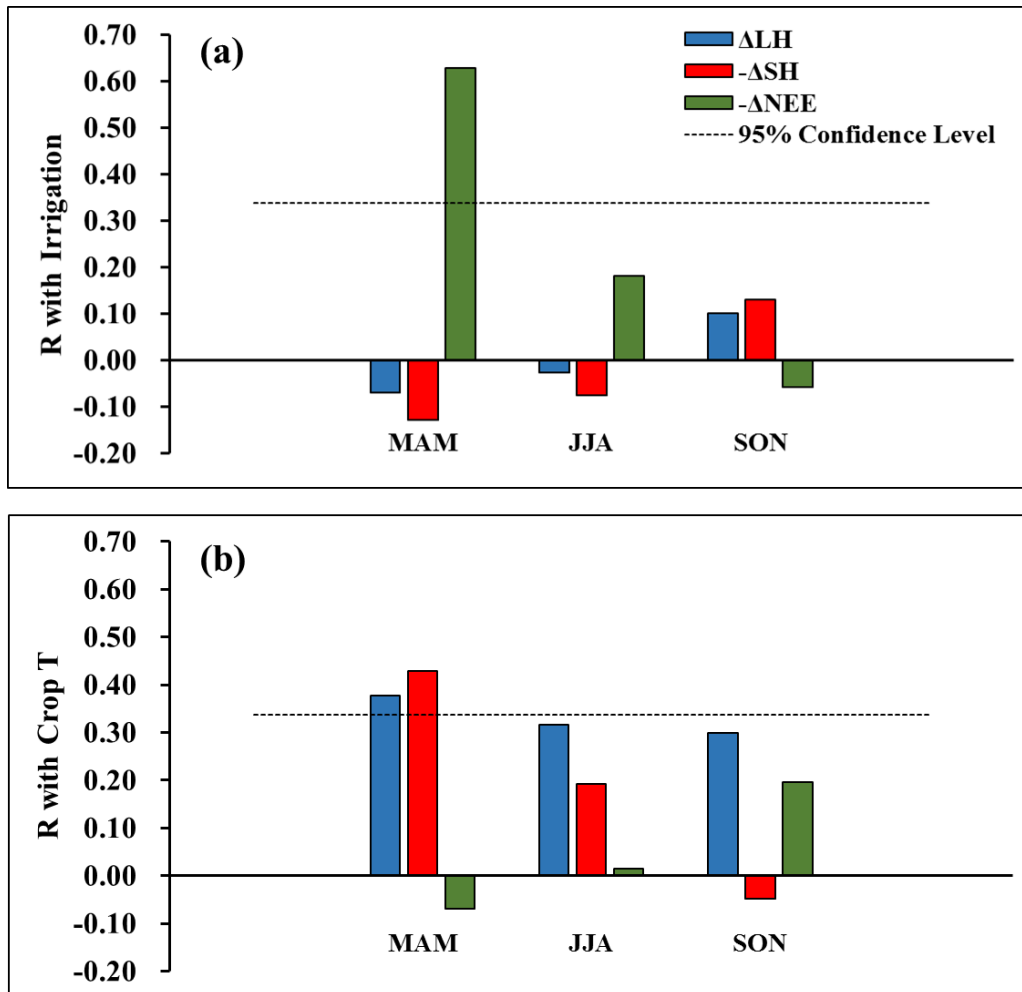 (a)
ΔLH
-ΔSH
-ΔNEE
95% Confidence Level
R with Irrigation
0.70
0.60
0.50
0.40
0.30
0.20
0.10
0.00
-0.10
-0.20
MAM JJA SON
(b)
R with Crop T
0.70
0.60
0.50
0.40
0.30
0.20
0.10
0.00
-0.10
-0.20
MAM JJA SON